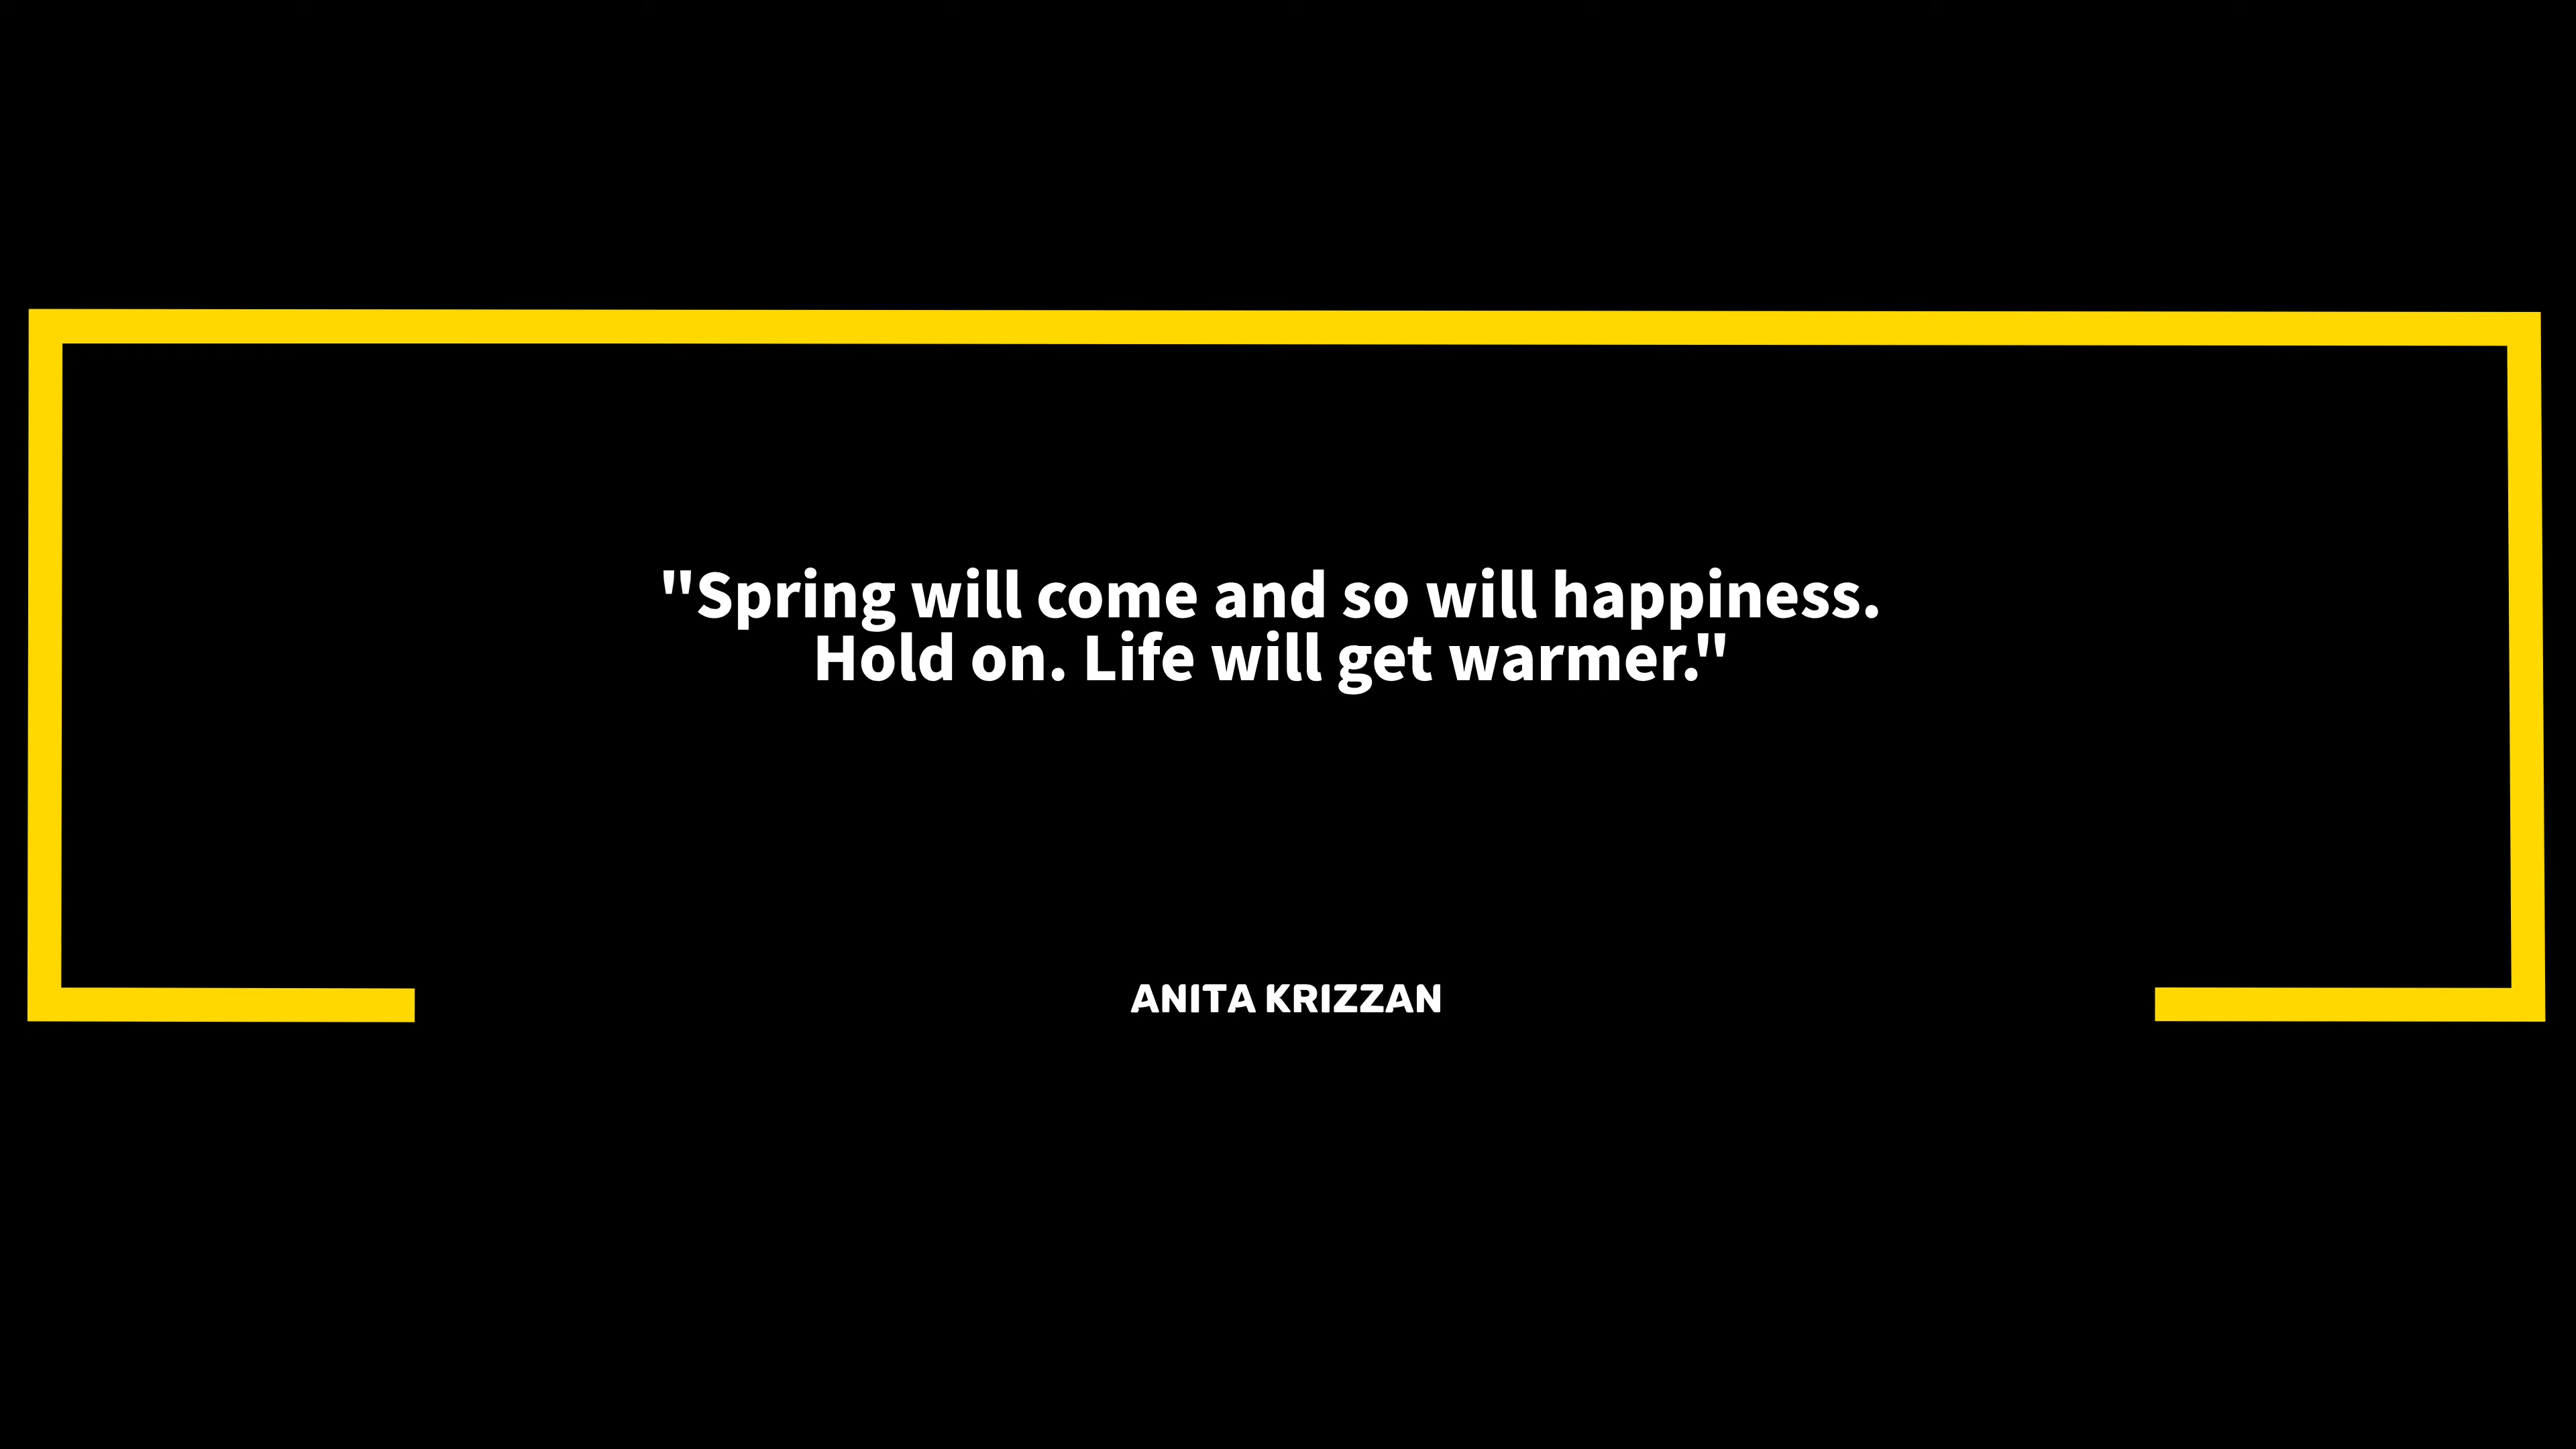 "Spring will come and so will happiness.
Hold on. Life will get warmer."
ANITA KRIZZAN